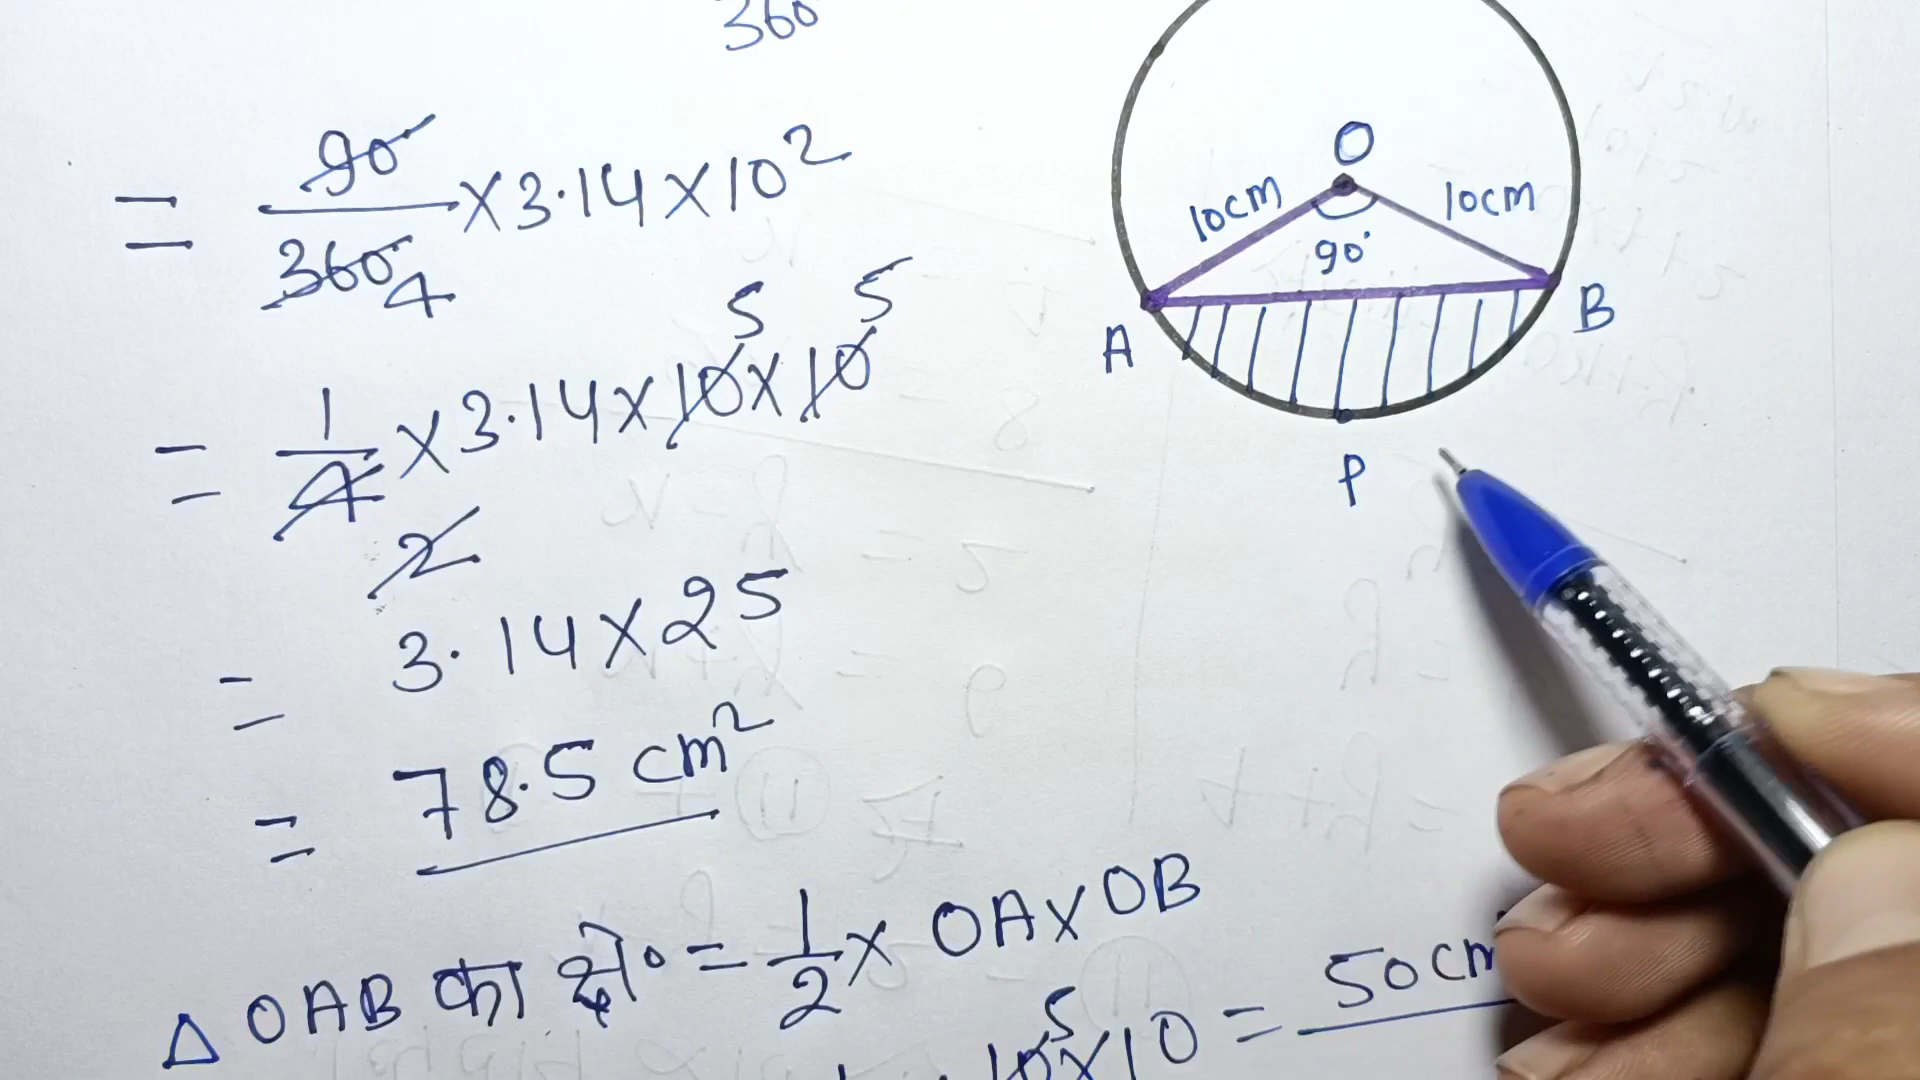 360
= 90/360 4 × 3.14 × 10²
5 5
= 1/4 × 3.14 × 10 × 10
2
= 3.14 × 25
= 78.5 cm²
△ OAB का क्षे० = 1/2 × OA × OB
5
10 × 10 = 50 cm
O
10cm
10cm
90°
A
B
P